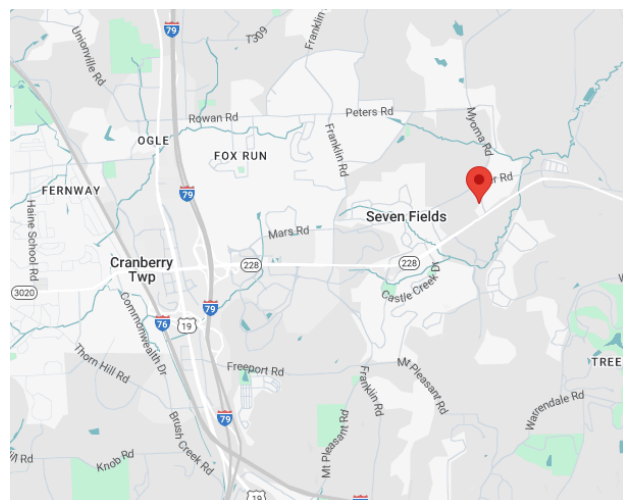 79
T309
Unionville Rd
Franklin Rd
Rowan Rd
Peters Rd
Myoma Rd
OGLE
FOX RUN
Franklin Rd
79
er Rd
FERNWAY
Haine School Rd
Seven Fields
Mars Rd
Cranberry
Twp
228
228
3020
Castle Creek Dr
Commonwealth Dr
79
76
19
Thorn Hill Rd
Freeport Rd
Mt Pleasant Rd
TREE
Franklin Rd
Warrendale Rd
79
Brush Creek Rd
Mt Pleasant Rd
Knob Rd
19
79